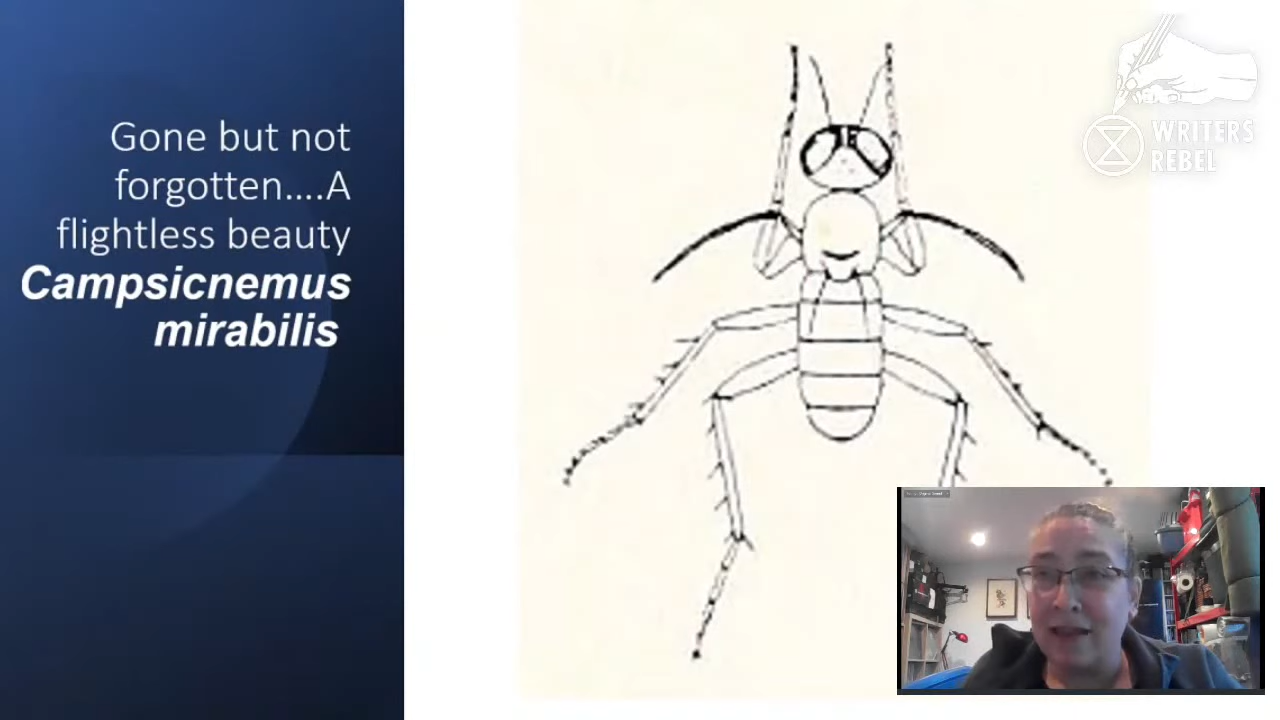 Gone but not
forgotten....A
flightless beauty
Campsicnemus
mirabilis
WRITERS
REBEL